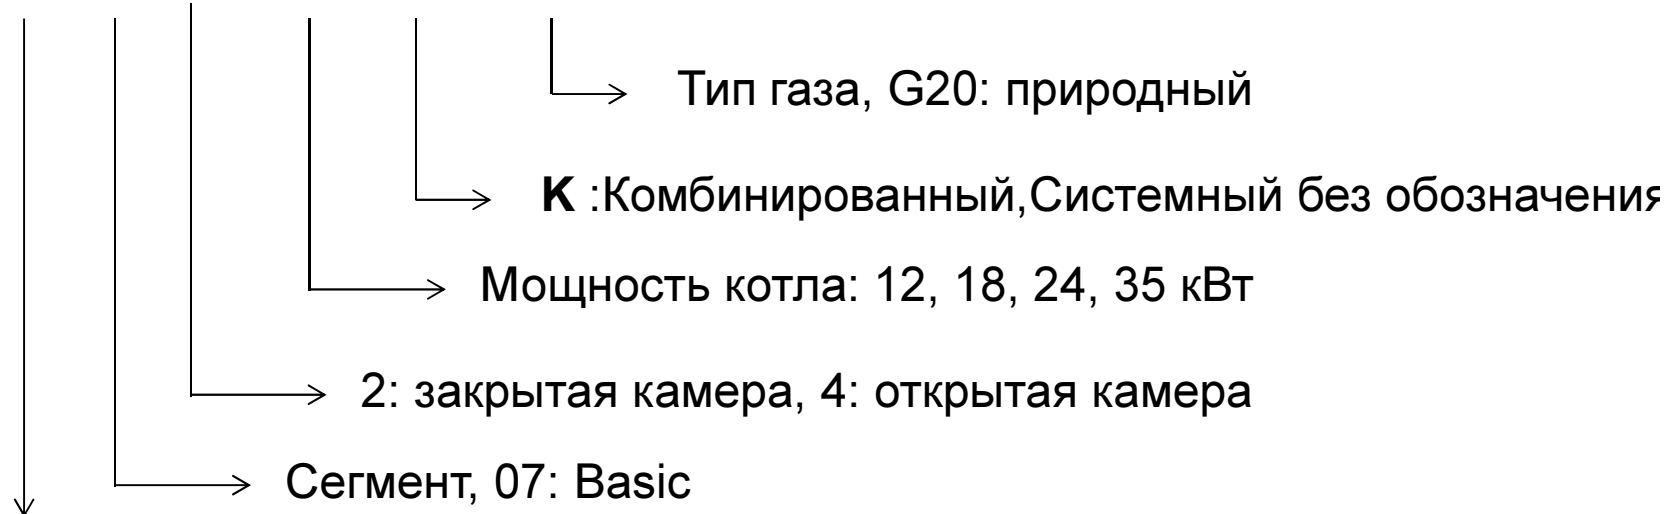 Тип газа, G20: природный
K :Комбинированный,Системный без обозначения
Мощность котла: 12, 18, 24, 35 кВт
2: закрытая камера, 4: открытая камера
Сегмент, 07: Basic